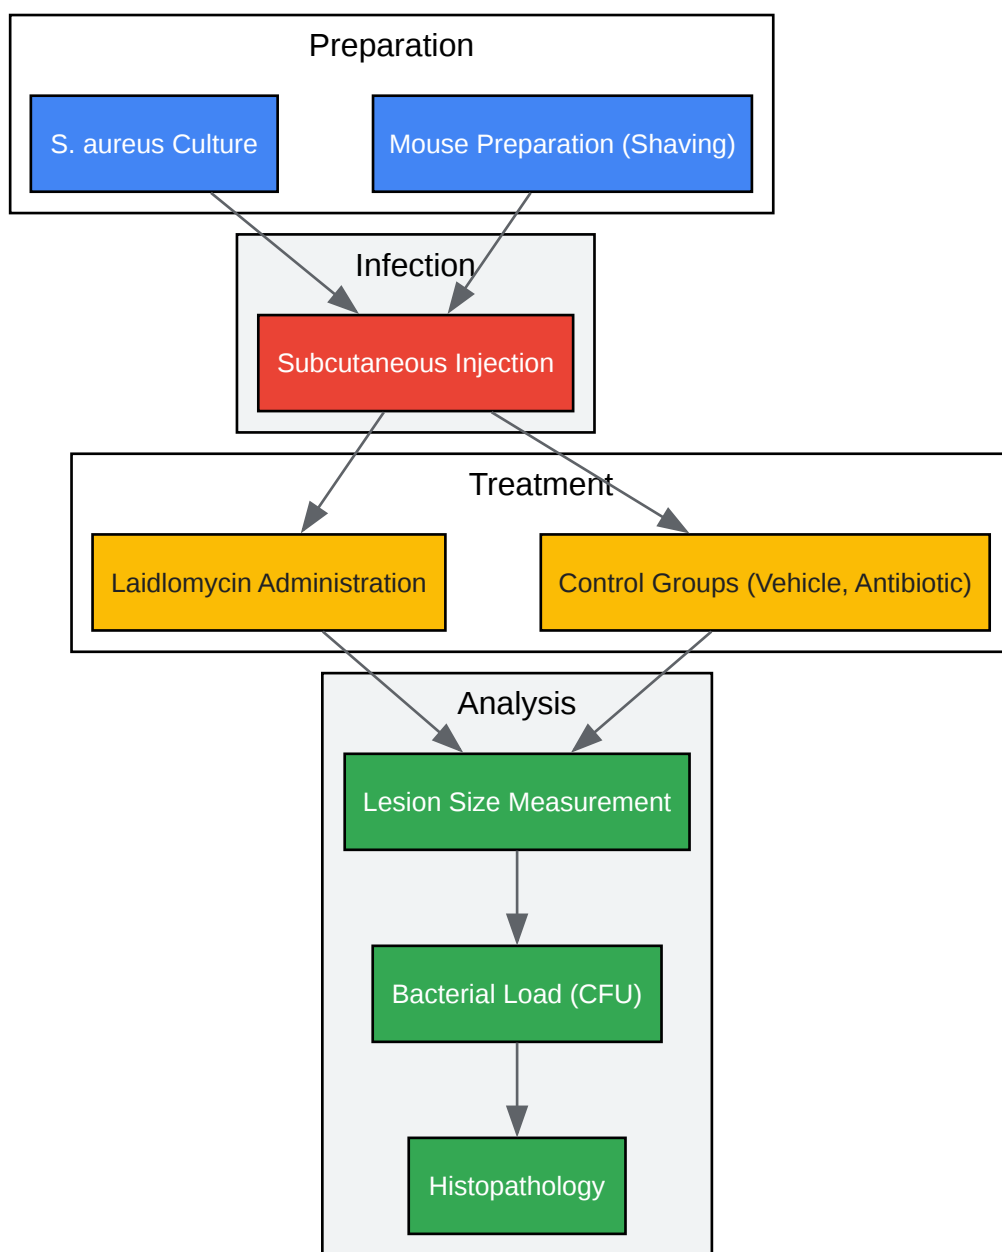 Preparation
S. aureus Culture
Mouse Preparation (Shaving)
Infection
Subcutaneous Injection
Treatment
Laidlomycin Administration
Control Groups (Vehicle, Antibiotic)
Analysis
Lesion Size Measurement
Bacterial Load (CFU)
Histopathology